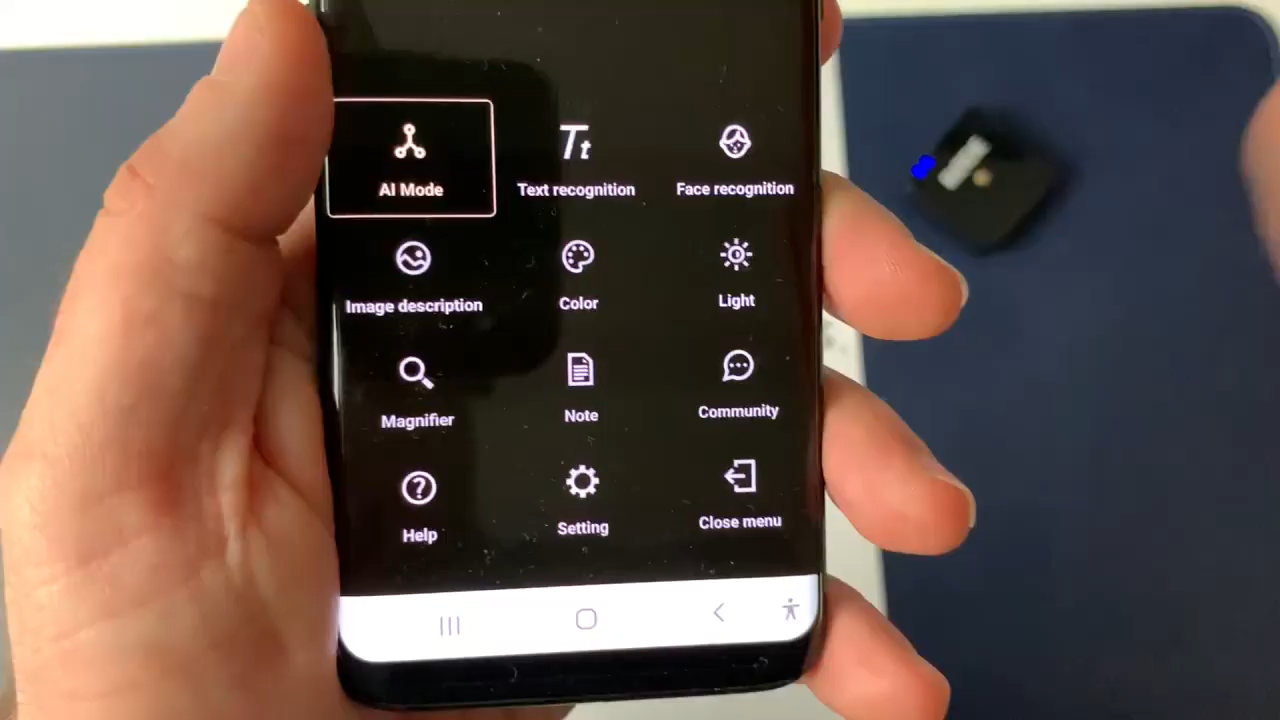 AI Mode
Text recognition
Face recognition
Image description
Color
Light
Magnifier
Note
Community
Help
Setting
Close menu